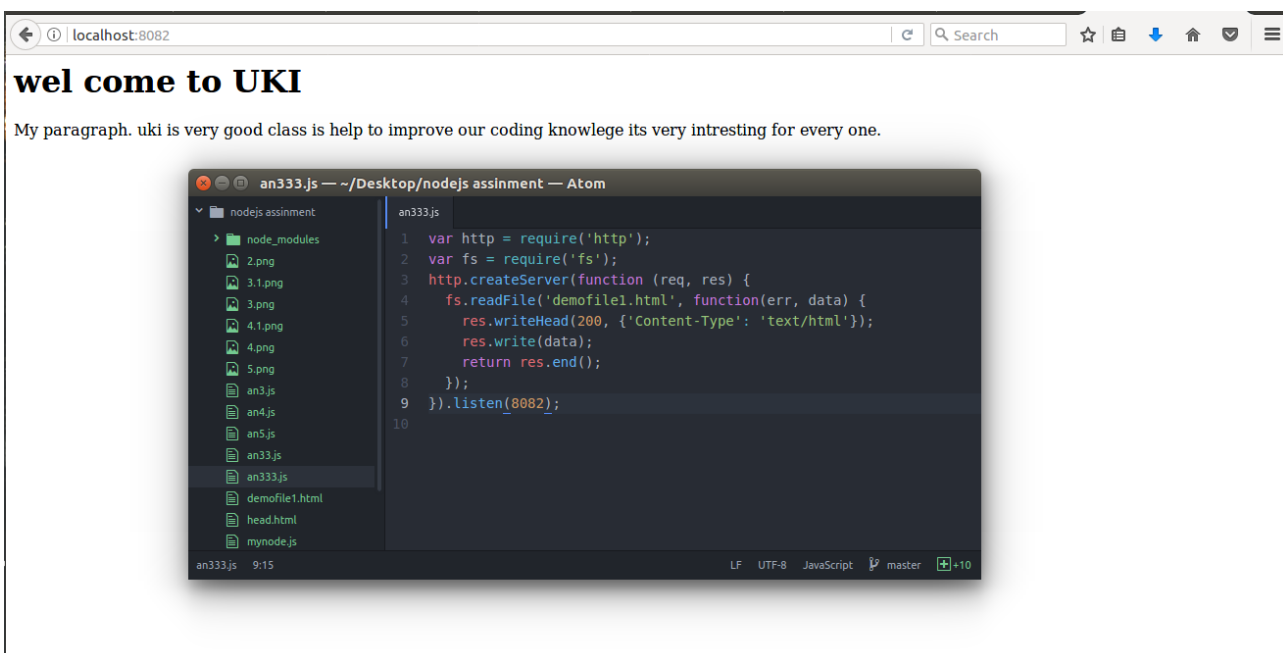 localhost:8082
Search
wel come to UKI
My paragraph. uki is very good class is help to improve our coding knowlege its very intresting for every one.
an333.js — ~/Desktop/nodejs assinment — Atom
nodejs assinment
node_modules
2.png
3.1.png
3.png
4.1.png
4.png
5.png
an3.js
an4.js
an5.js
an33.js
an333.js
demofile1.html
head.html
mynode.js
an333.js
1 var http = require('http');
2 var fs = require('fs');
3 http.createServer(function (req, res) {
4   fs.readFile('demofile1.html', function(err, data) {
5     res.writeHead(200, {'Content-Type': 'text/html'});
6     res.write(data);
7     return res.end();
8   });
9 }).listen(8082);
10
an333.js 9:15 LF UTF-8 JavaScript master +10